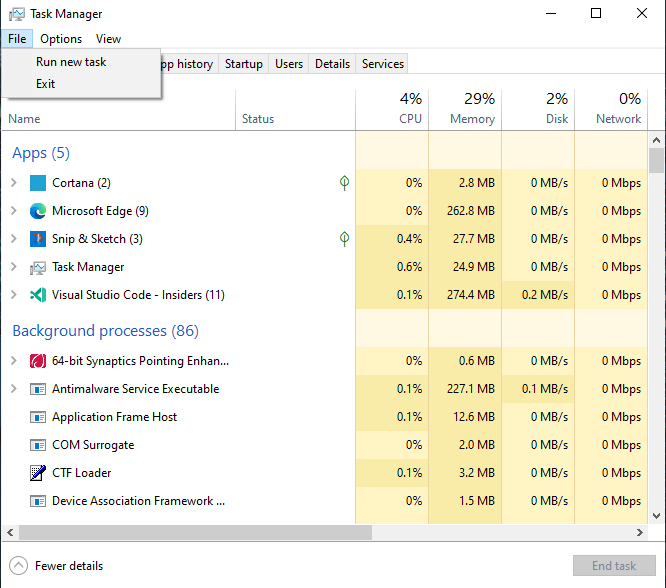 Task Manager
File Options View
Run new task
Exit
pp history Startup Users Details Services
4% 29% 2% 0%
Name Status CPU Memory Disk Network
Apps (5)
Cortana (2) 0% 2.8 MB 0 MB/s 0 Mbps
Microsoft Edge (9) 0% 262.8 MB 0 MB/s 0 Mbps
Snip & Sketch (3) 0.4% 27.7 MB 0 MB/s 0 Mbps
Task Manager 0.6% 24.9 MB 0 MB/s 0 Mbps
Visual Studio Code - Insiders (11) 0.1% 274.4 MB 0.2 MB/s 0 Mbps
Background processes (86)
64-bit Synaptics Pointing Enhan... 0% 0.6 MB 0 MB/s 0 Mbps
Antimalware Service Executable 0.1% 227.1 MB 0.1 MB/s 0 Mbps
Application Frame Host 0.1% 12.6 MB 0 MB/s 0 Mbps
COM Surrogate 0% 2.0 MB 0 MB/s 0 Mbps
CTF Loader 0.1% 3.2 MB 0 MB/s 0 Mbps
Device Association Framework ... 0% 1.5 MB 0 MB/s 0 Mbps
Fewer details End task